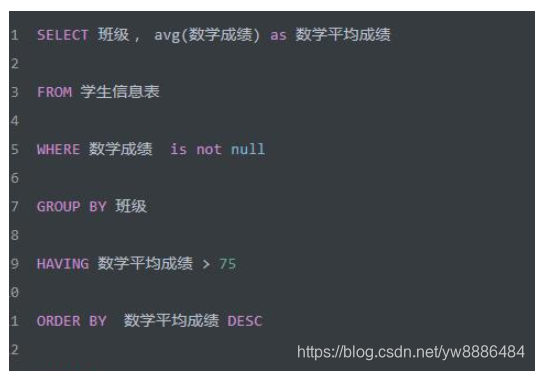 1 SELECT 班级， avg(数学成绩) as 数学平均成绩
2
3 FROM 学生信息表
4
5 WHERE 数学成绩 is not null
6
7 GROUP BY 班级
8
9 HAVING 数学平均成绩 > 75
0
1 ORDER BY 数学平均成绩 DESC
2
https://blog.csdn.net/yw8886484